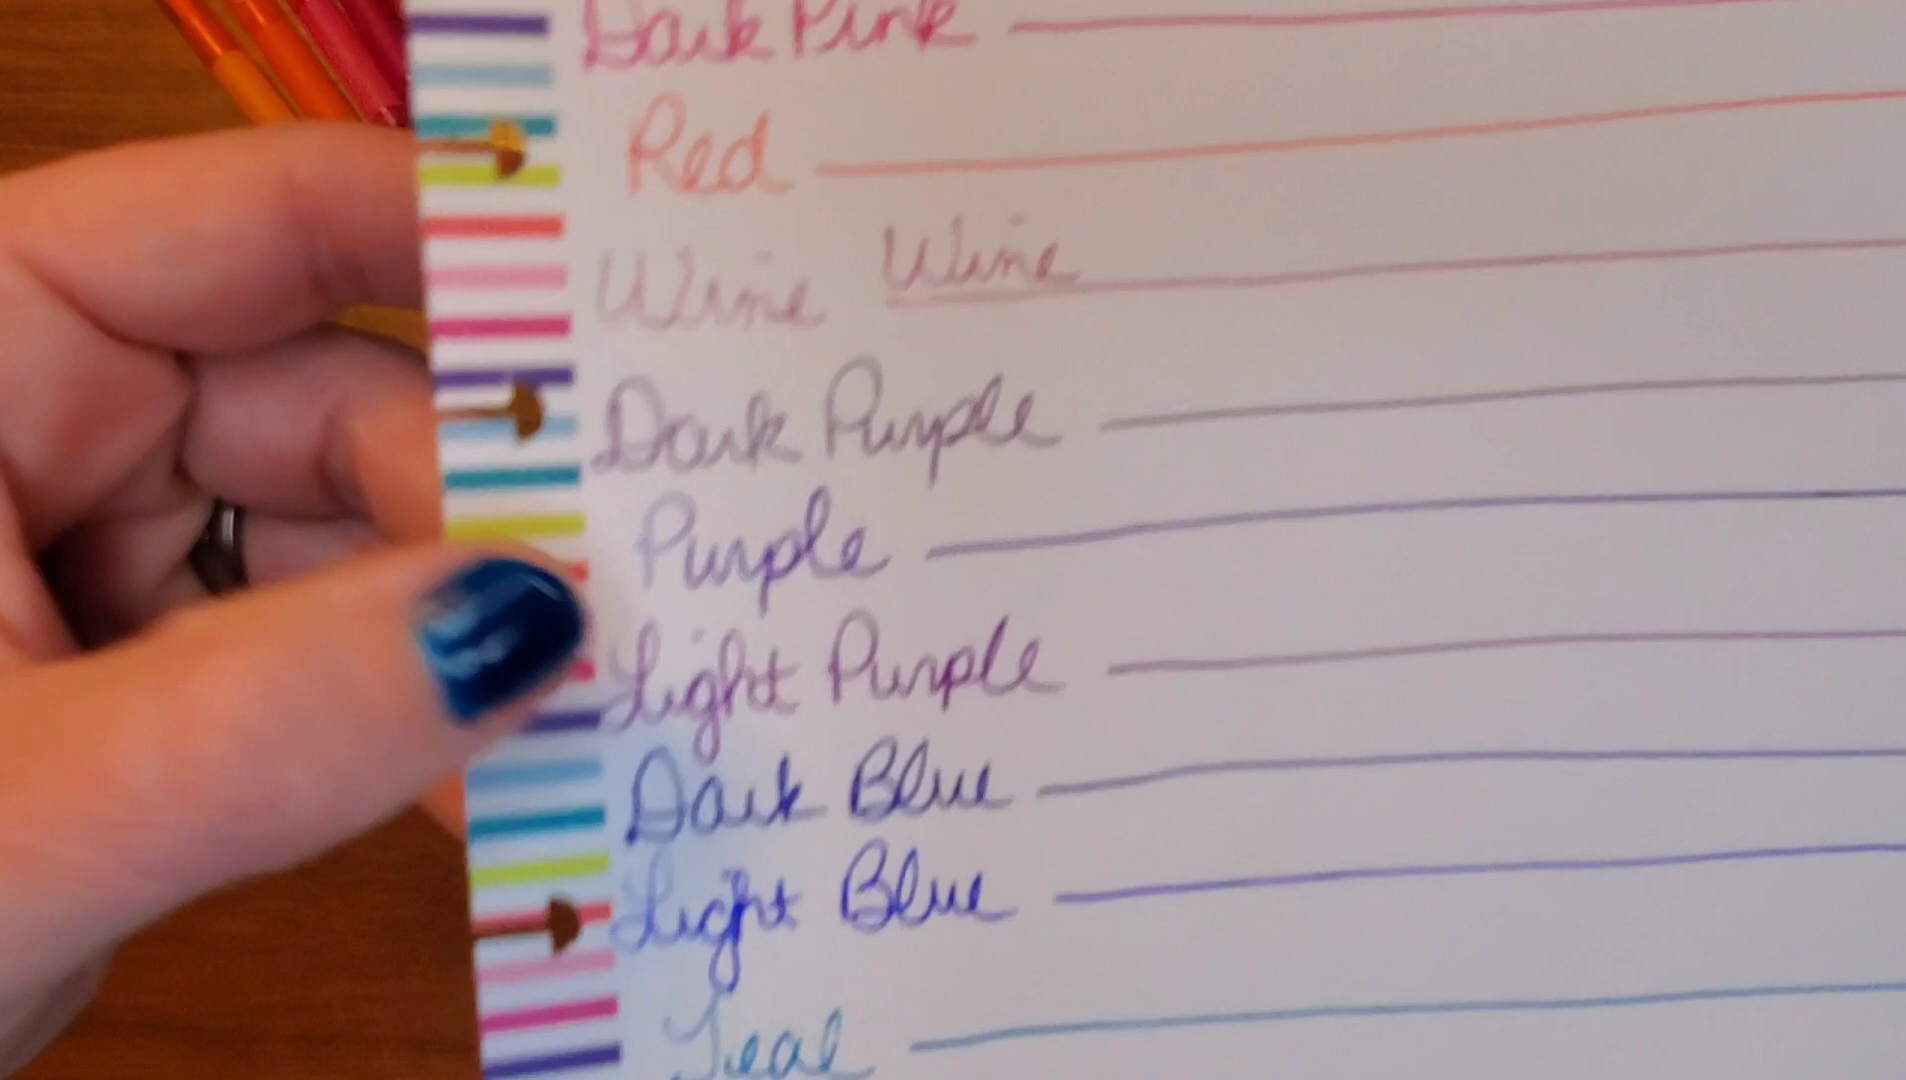 Dark Pink
Red
Wine Wine
Dark Purple
Purple
Light Purple
Dark Blue
Light Blue
Teal